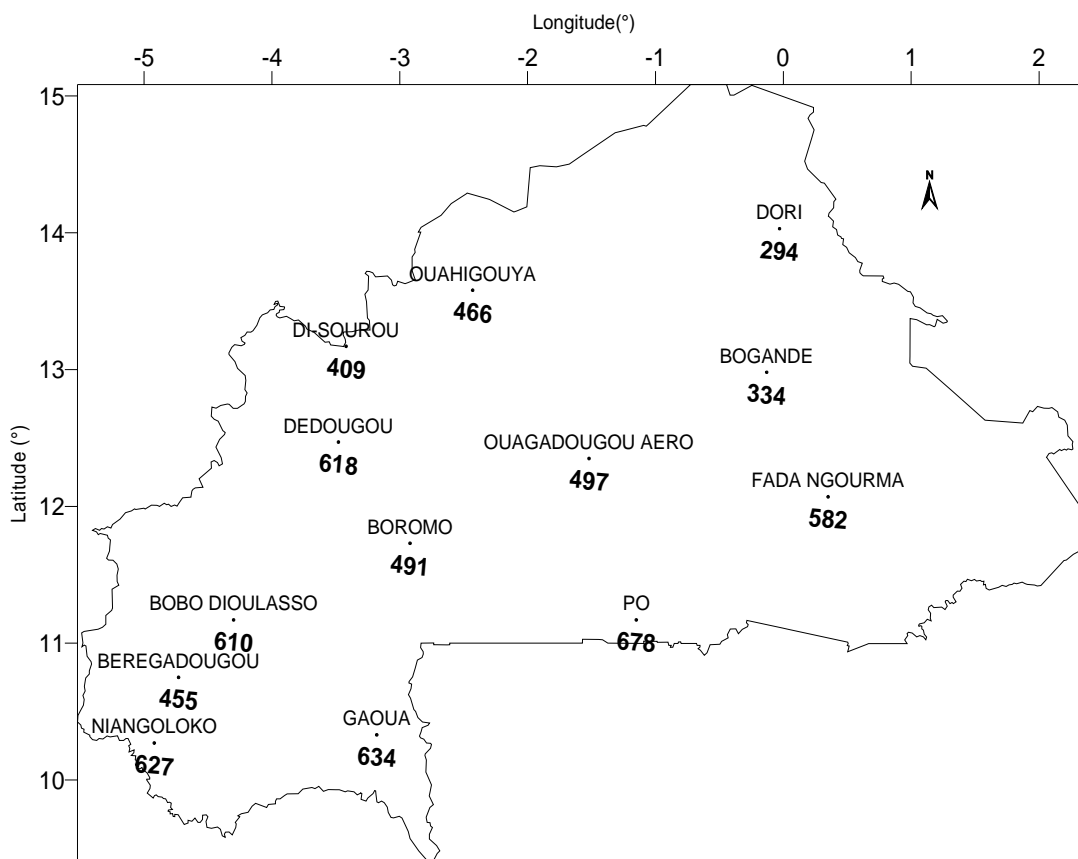 Longitude(°)
-5 -4 -3 -2 -1 0 1 2
15
N
DORI
14
294
OUAHIGOUYA
466
DI-SOUROU
13
409
BOGANDE
334
DEDOUGOU
618
OUAGADOUGOU AERO
497
FADA NGOURMA
582
Latitude (°)
12
BOROMO
491
BOBO DIOULASSO
610
PO
678
11
BEREGADOUGOU
455
NIANGOLOKO
627
GAOUA
634
10